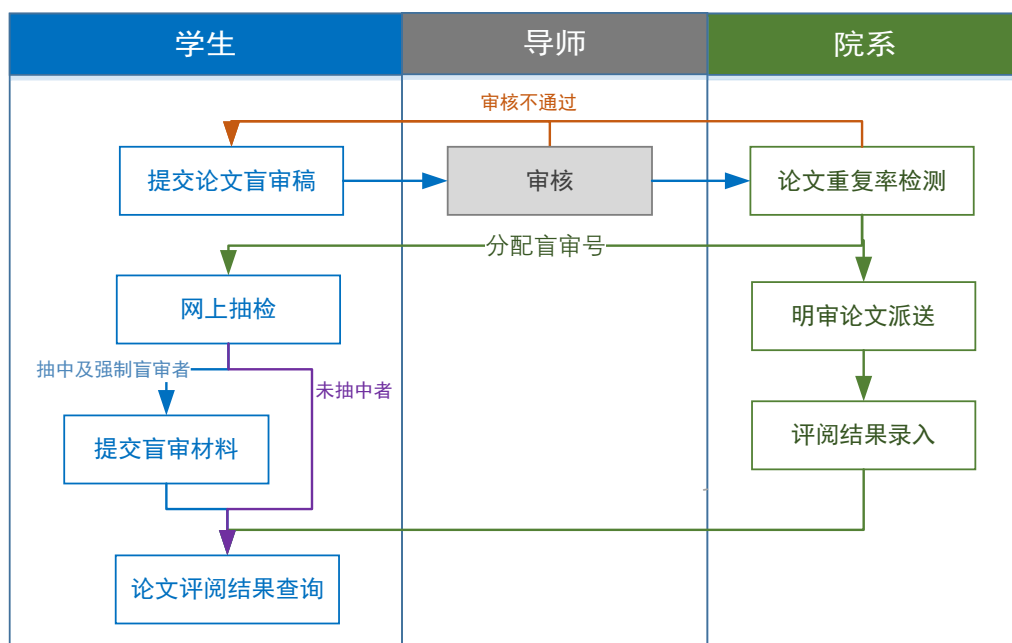 学生
导师
院系
审核不通过
提交论文盲审稿
审核
论文重复率检测
分配盲审号
网上抽检
明审论文派送
抽中及强制盲审者
未抽中者
提交盲审材料
评阅结果录入
论文评阅结果查询